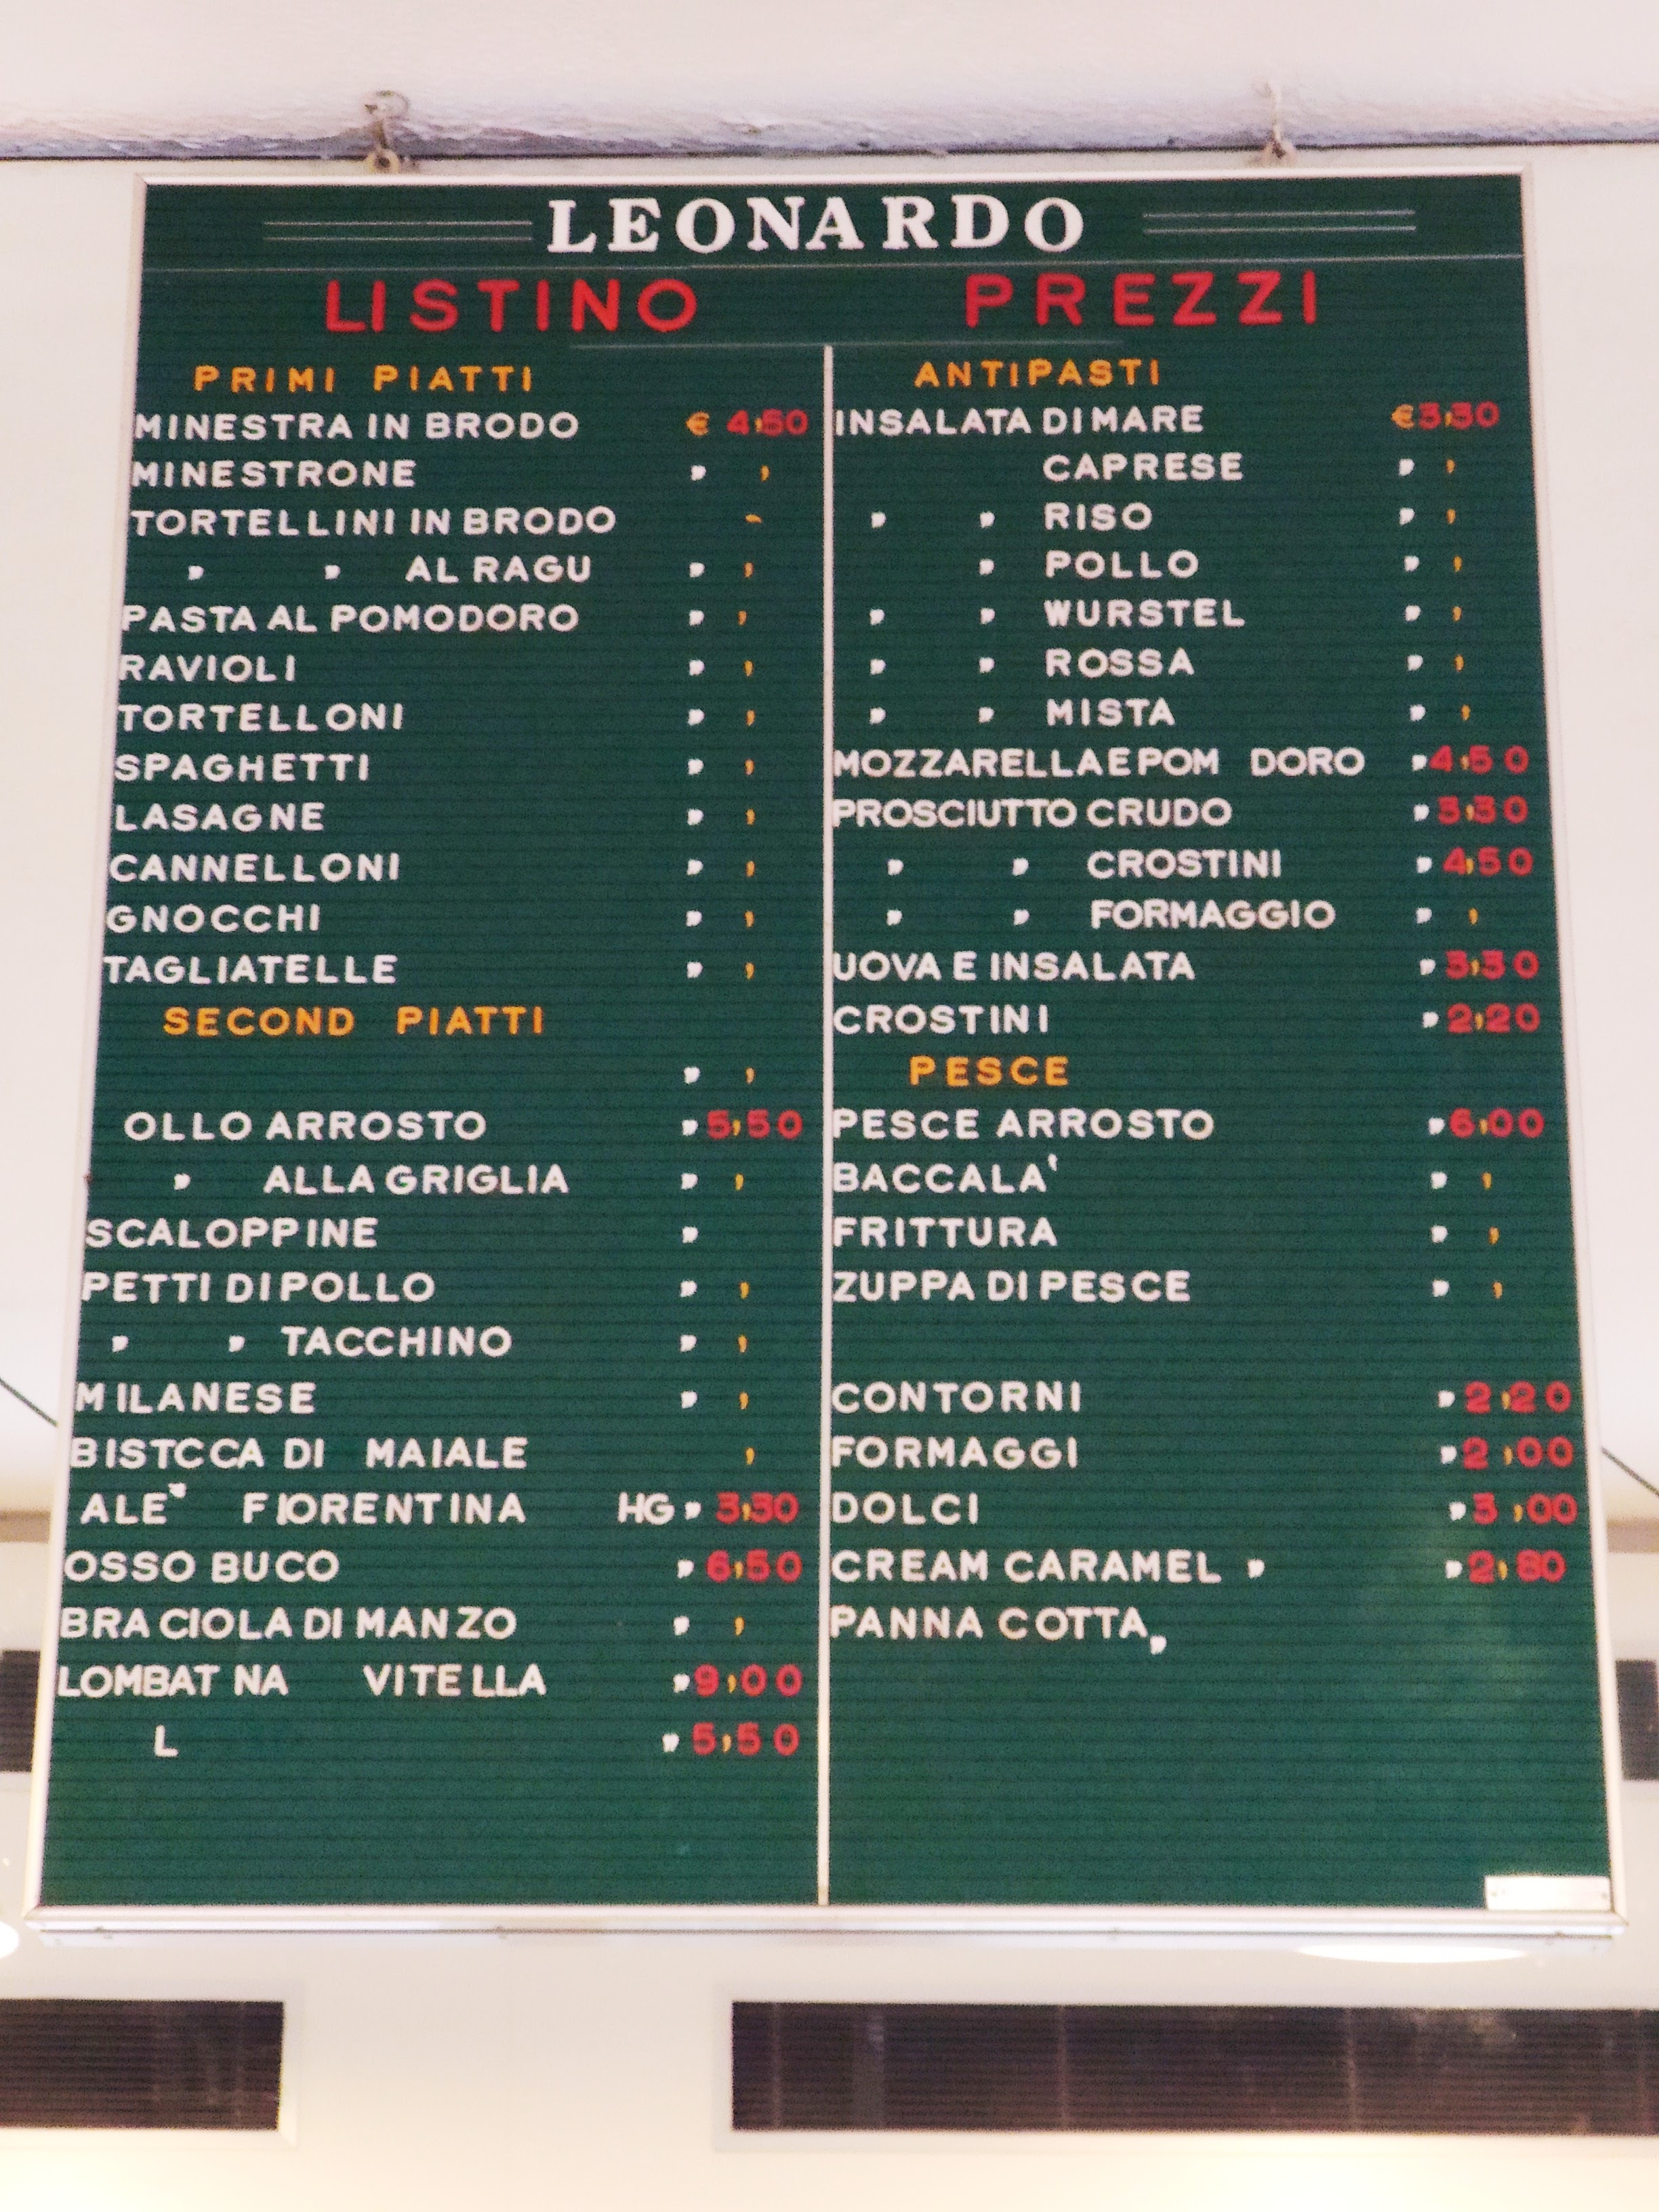 LEONARDO
LISTINO PREZZI
PRIMI PIATTI
MINESTRA IN BRODO € 4,50
MINESTRONE " ,
TORTELLINI IN BRODO ,
" " AL RAGU " ,
PASTA AL POMODORO " ,
RAVIOLI " ,
TORTELLONI " ,
SPAGHETTI " ,
LASAGNE " ,
CANNELLONI " ,
GNOCCHI " ,
TAGLIATELLE " ,
SECOND PIATTI
" ,
OLLO ARROSTO " 5,50
" ALLA GRIGLIA " ,
SCALOPPINE "
PETTI DI POLLO " ,
" " TACCHINO " ,
MILANESE " ,
BISTCCA DI MAIALE ,
ALE" FIORENTINA HG " 3,30
OSSO BUCO " 6,50
BRACIOLA DI MANZO " ,
LOMBAT NA VITELLA " 9,00
L " 5,50
ANTIPASTI
INSALATA DI MARE €3,30
CAPRESE " ,
" " RISO " ,
" POLLO " ,
" " WURSTEL " ,
" " ROSSA " ,
" " MISTA " ,
MOZZARELLA E POM DORO " 4,50
PROSCIUTTO CRUDO " 3,30
" " CROSTINI " 4,50
" " FORMAGGIO " ,
UOVA E INSALATA " 3,30
CROSTINI " 2,20
PESCE
PESCE ARROSTO " 6,00
BACCALA' " ,
FRITTURA " ,
ZUPPA DI PESCE " ,
CONTORNI " 2,20
FORMAGGI " 2,00
DOLCI " 3,00
CREAM CARAMEL " " 2,80
PANNA COTTA "